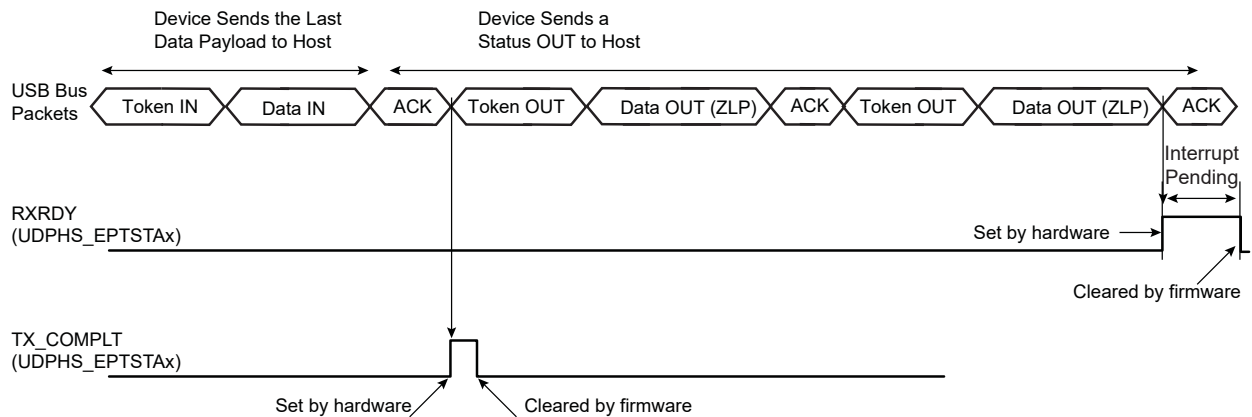 Device Sends the Last
Data Payload to Host
Device Sends a
Status OUT to Host
USB Bus
Packets
Token IN
Data IN
ACK
Token OUT
Data OUT (ZLP)
ACK
Token OUT
Data OUT (ZLP)
ACK
Interrupt
Pending
RXRDY
(UDPHS_EPTSTAx)
Set by hardware
Cleared by firmware
TX_COMPLT
(UDPHS_EPTSTAx)
Set by hardware
Cleared by firmware